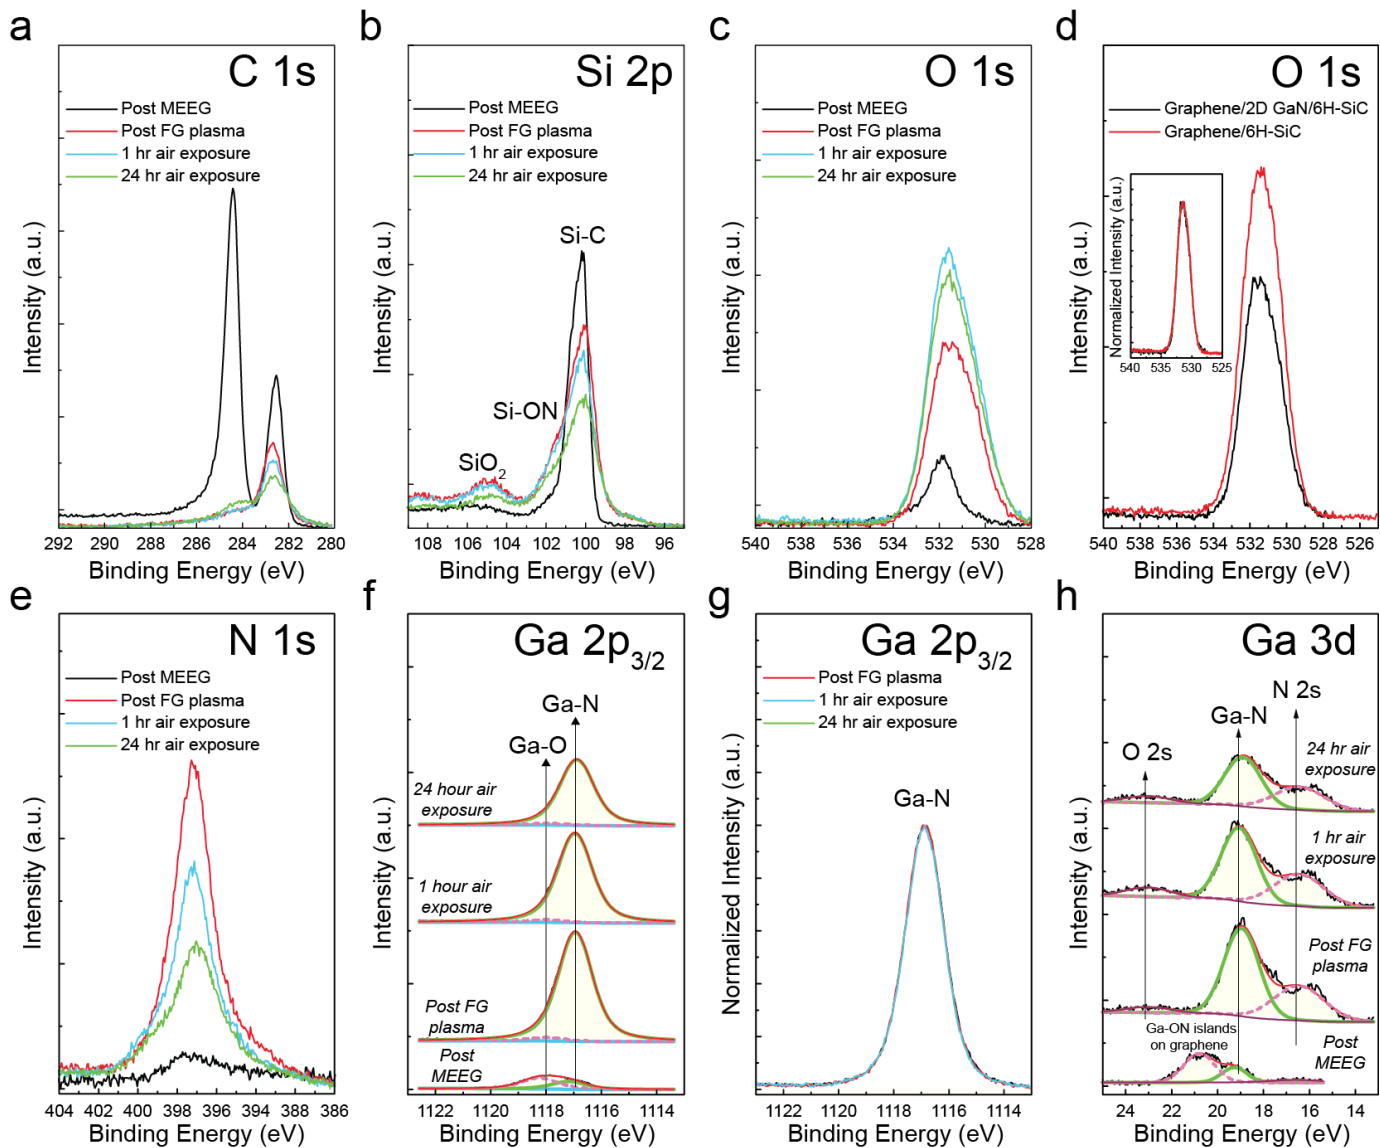 a
C 1s
Post MEEG
Post FG plasma
1 hr air exposure
24 hr air exposure
Intensity (a.u.)
292 290 288 286 284 282 280
Binding Energy (eV)
b
Si 2p
Post MEEG
Post FG plasma
1 hr air exposure
24 hr air exposure
Si-C
Si-ON
SiO2
Intensity (a.u.)
108 106 104 102 100 98 96
Binding Energy (eV)
c
O 1s
Post MEEG
Post FG plasma
1 hr air exposure
24 hr air exposure
Intensity (a.u.)
540 538 536 534 532 530 528
Binding Energy (eV)
d
O 1s
Graphene/2D GaN/6H-SiC
Graphene/6H-SiC
Normalized Intensity (a.u.)
540 535 530 525
Intensity (a.u.)
540 538 536 534 532 530 528 526
Binding Energy (eV)
e
N 1s
Post MEEG
Post FG plasma
1 hr air exposure
24 hr air exposure
Intensity (a.u.)
404 402 400 398 396 394 392 390 388 386
Binding Energy (eV)
f
Ga 2p3/2
Ga-N
Ga-O
24 hour air
exposure
1 hour air
exposure
Post FG
plasma
Post
MEEG
Intensity (a.u.)
1122 1120 1118 1116 1114
Binding Energy (eV)
g
Ga 2p3/2
Post FG plasma
1 hr air exposure
24 hr air exposure
Ga-N
Normalized Intensity (a.u.)
1122 1120 1118 1116 1114
Binding Energy (eV)
h
Ga 3d
N 2s
Ga-N
O 2s
24 hr air
exposure
1 hr air
exposure
Post FG
plasma
Ga-ON islands
on graphene
Post
MEEG
Intensity (a.u.)
24 22 20 18 16 14
Binding Energy (eV)